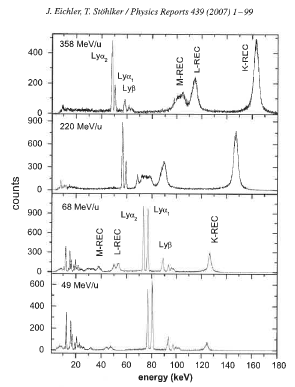 J. Eichler, T. Stöhlker / Physics Reports 439 (2007) 1–99
358 MeV/u
Lyα₂
Lyα₁
Lyβ
M-REC
L-REC
K-REC
400
200
0
220 MeV/u
900
600
300
0
counts
68 MeV/u
M-REC
L-REC
Lyα₂
Lyα₁
Lyβ
K-REC
900
600
300
0
49 MeV/u
600
400
200
0
20 40 60 80 100 120 140 160 180
energy (keV)